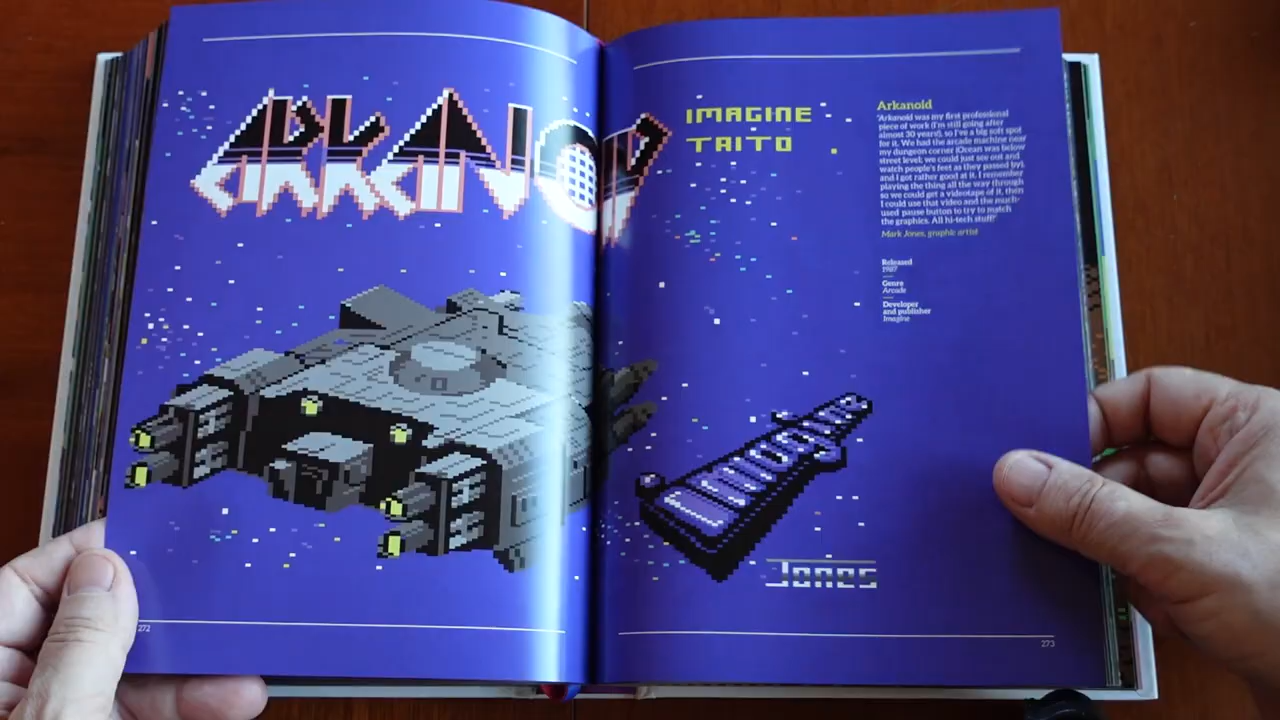 ARKANOID
IMAGINE
TAITO
Arkanoid
"Arkanoid was my first professional
piece of work (I'm still going after
almost 30 years!), so I've a big soft spot
for it. We had the arcade machine near
my dungeon corner (Ocean was below
street level; we could just see out and
watch people's feet as they passed by),
and I got rather good at it. I remember
playing the thing all the way through
so we could get a videotape of it, then
I could use that video and the much-
used pause button to try to match
the graphics. All hi-tech stuff!"
Mark Jones, graphic artist
Released
1987
Genre
Arcade
Developer
and publisher
Imagine
Jones
272
273